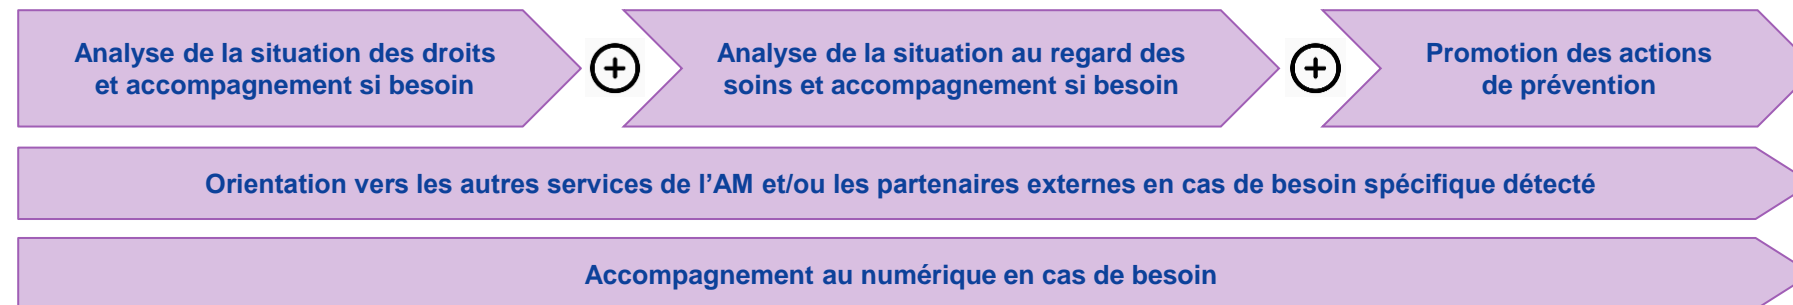 Analyse de la situation des droits
et accompagnement si besoin
Analyse de la situation au regard des
soins et accompagnement si besoin
Promotion des actions
de prévention
Orientation vers les autres services de l’AM et/ou les partenaires externes en cas de besoin spécifique détecté
Accompagnement au numérique en cas de besoin